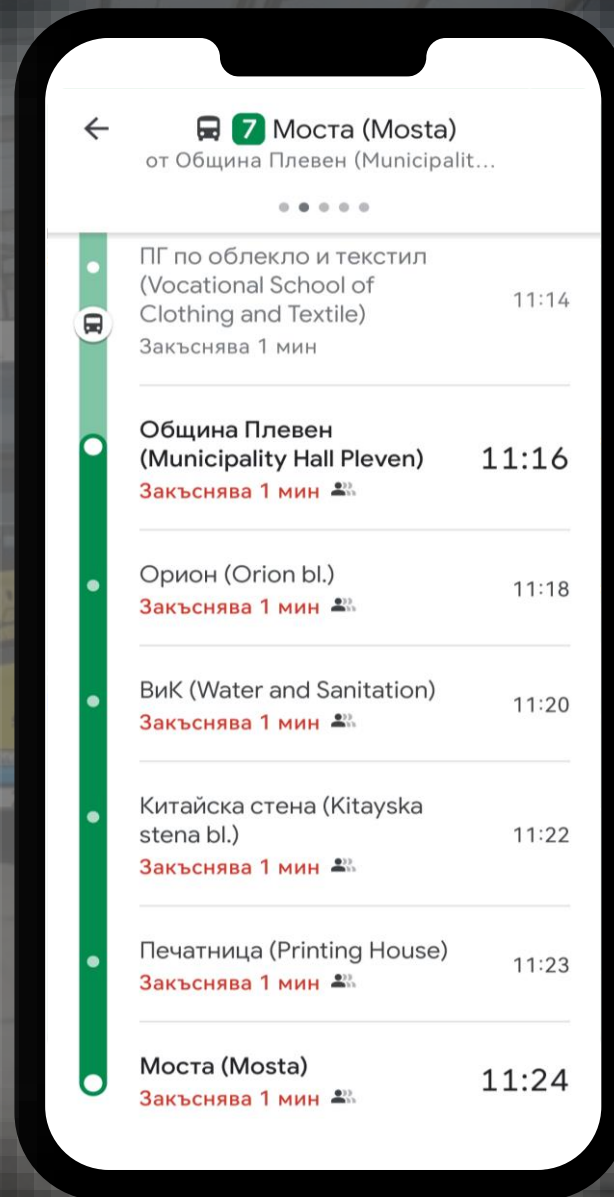 7 Моста (Mosta)
от Община Плевен (Municipalit...
ПГ по облекло и текстил
(Vocational School of
Clothing and Textile)
11:14
Закъснява 1 мин
Община Плевен
(Municipality Hall Pleven)
11:16
Закъснява 1 мин
Орион (Orion bl.)
11:18
Закъснява 1 мин
ВиК (Water and Sanitation)
11:20
Закъснява 1 мин
Китайска стена (Kitayska
stena bl.)
11:22
Закъснява 1 мин
Печатница (Printing House)
11:23
Закъснява 1 мин
Моста (Mosta)
11:24
Закъснява 1 мин